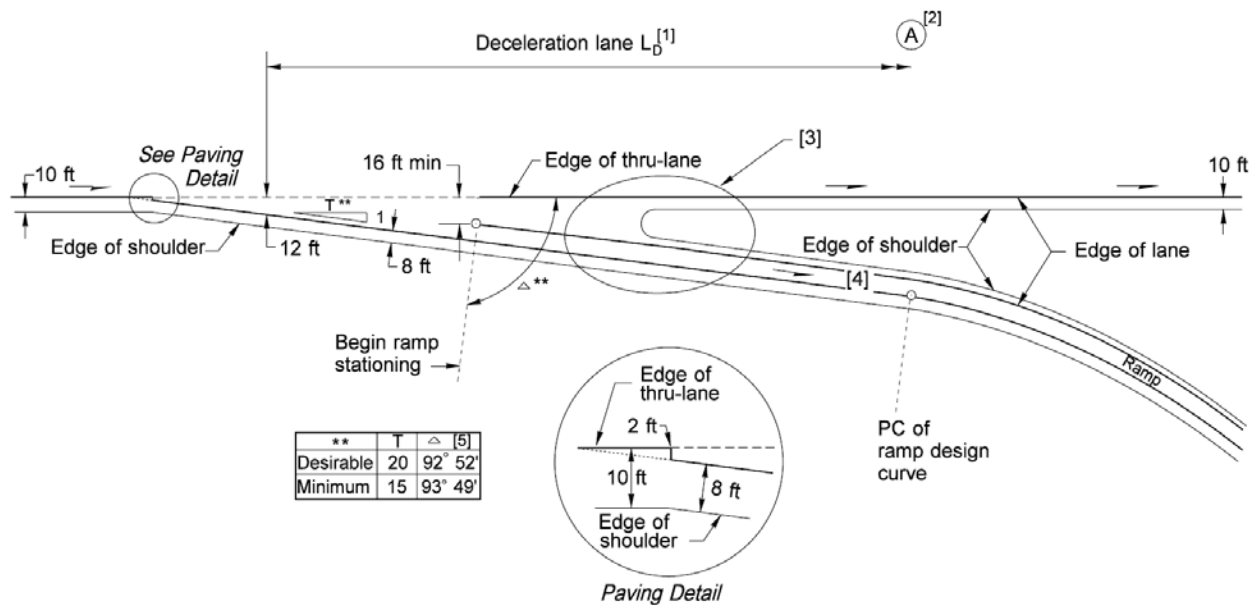 Deceleration lane L_D[1]
A [2]
[3]
See Paving
Detail
10 ft
16 ft min
Edge of thru-lane
10 ft
T **
1
Edge of shoulder
12 ft
8 ft
△ **
Edge of shoulder
Edge of lane
[4]
Begin ramp
stationing
Ramp
Edge of
thru-lane
2 ft
10 ft
8 ft
Edge of
shoulder
Paving Detail
PC of
ramp design
curve
** T △ [5]
Desirable 20 92° 52'
Minimum 15 93° 49'